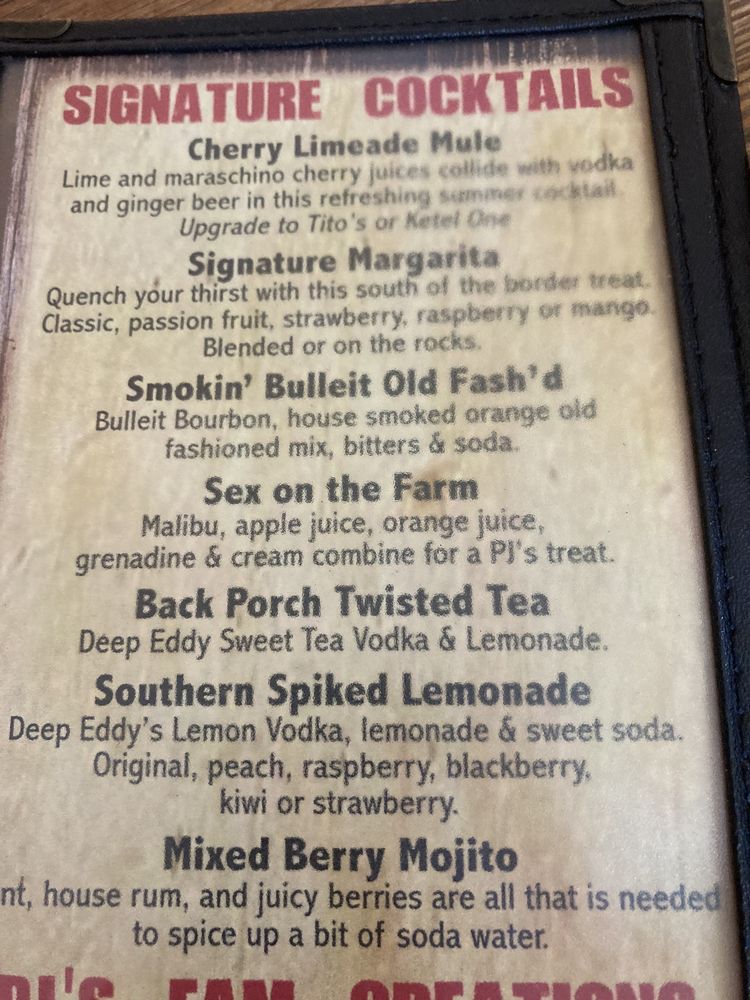 SIGNATURE COCKTAILS
Cherry Limeade Mule
Lime and maraschino cherry juices collide with vodka
and ginger beer in this refreshing summer cocktail.
Upgrade to Tito's or Ketel One
Signature Margarita
Quench your thirst with this south of the border treat.
Classic, passion fruit, strawberry, raspberry or mango.
Blended or on the rocks.
Smokin' Bulleit Old Fash'd
Bulleit Bourbon, house smoked orange old
fashioned mix, bitters & soda.
Sex on the Farm
Malibu, apple juice, orange juice,
grenadine & cream combine for a PJ's treat.
Back Porch Twisted Tea
Deep Eddy Sweet Tea Vodka & Lemonade.
Southern Spiked Lemonade
Deep Eddy's Lemon Vodka, lemonade & sweet soda.
Original, peach, raspberry, blackberry,
kiwi or strawberry.
Mixed Berry Mojito
nt, house rum, and juicy berries are all that is needed
to spice up a bit of soda water.
PJ'S FAM CREATIONS